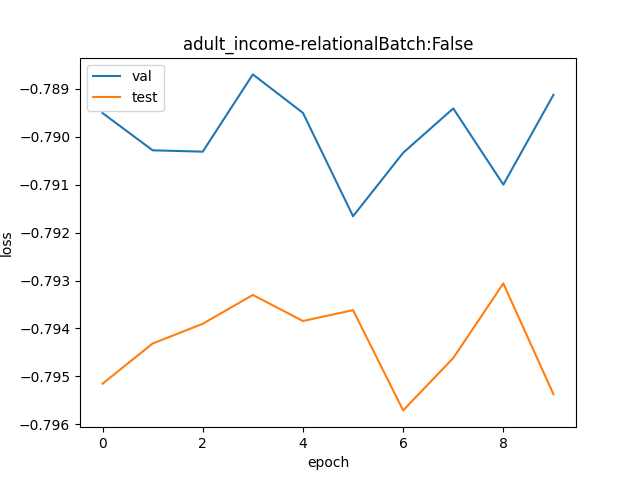 adult_income-relationalBatch:False
val
test
−0.789
−0.790
−0.791
−0.792
−0.793
−0.794
−0.795
−0.796
loss
0 2 4 6 8
epoch